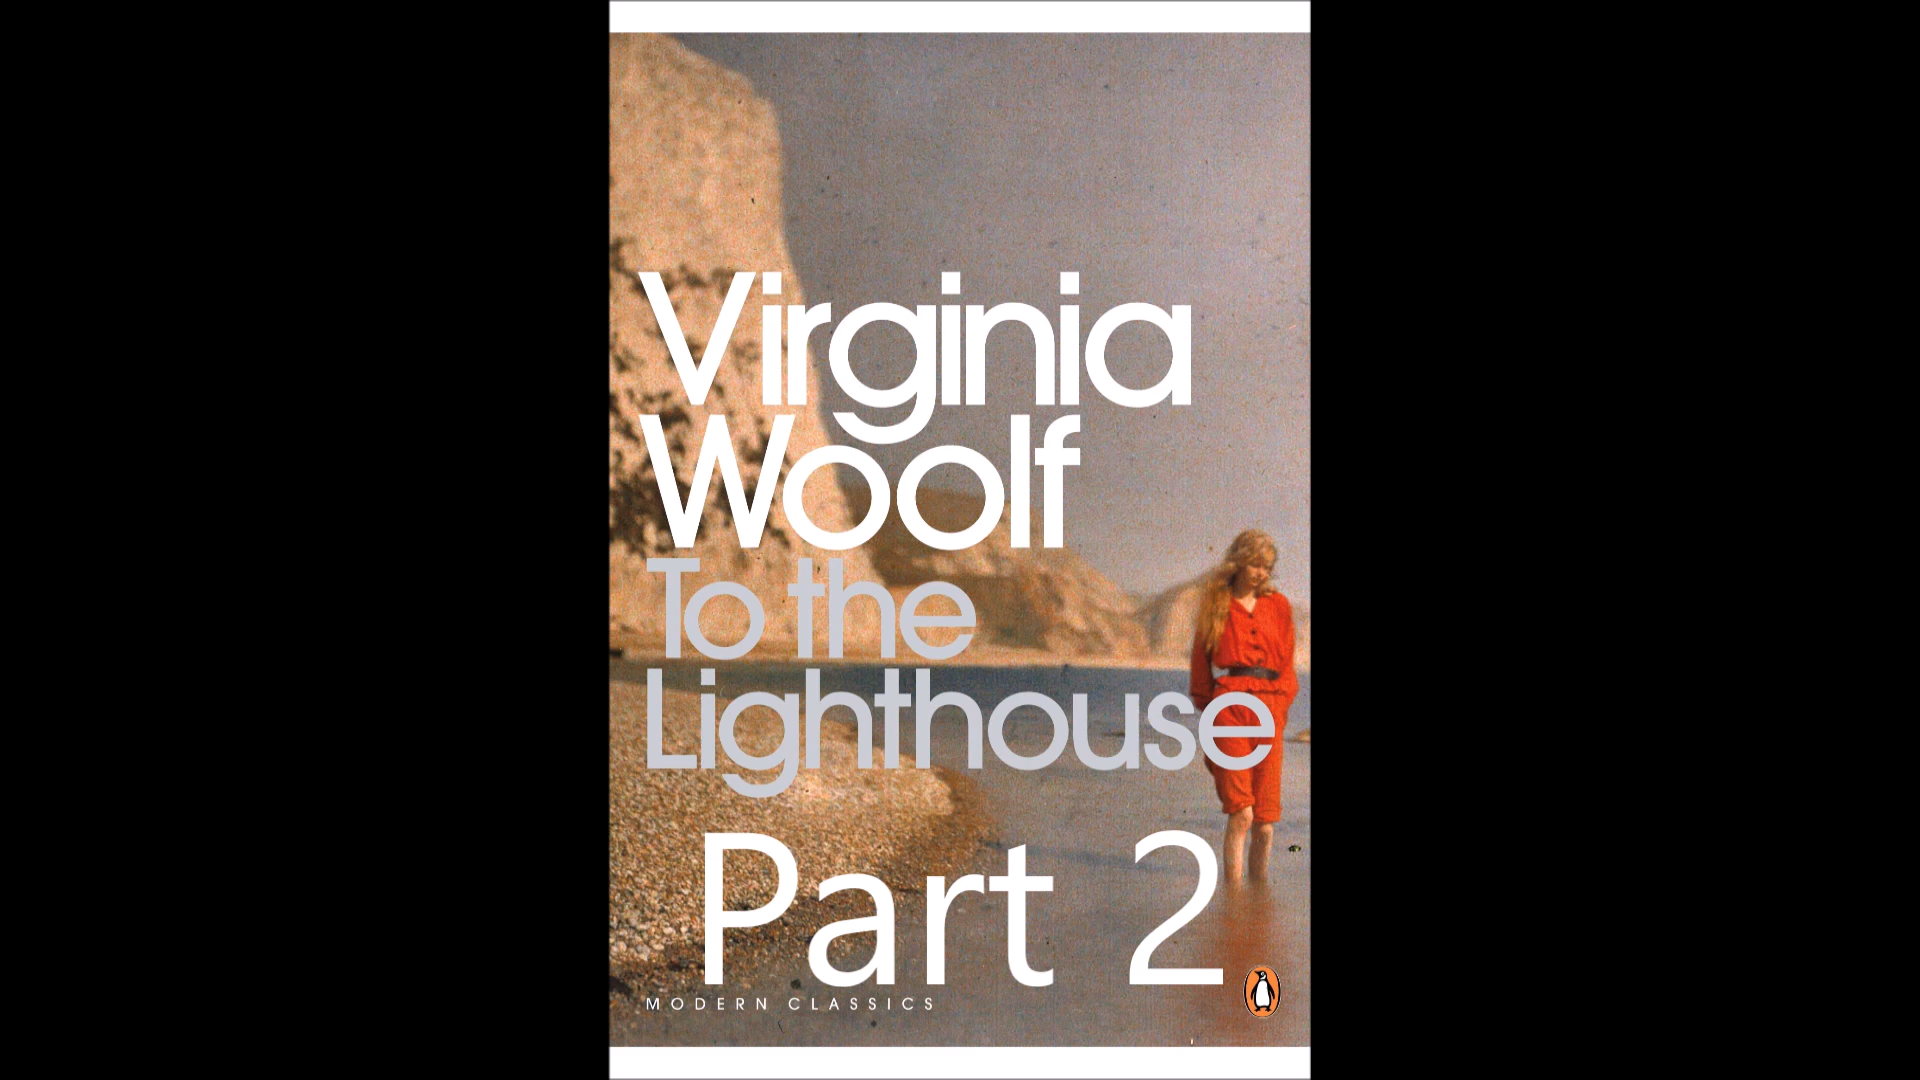 Virginia
Woolf
To the
Lighthouse
Part 2
MODERN CLASSICS